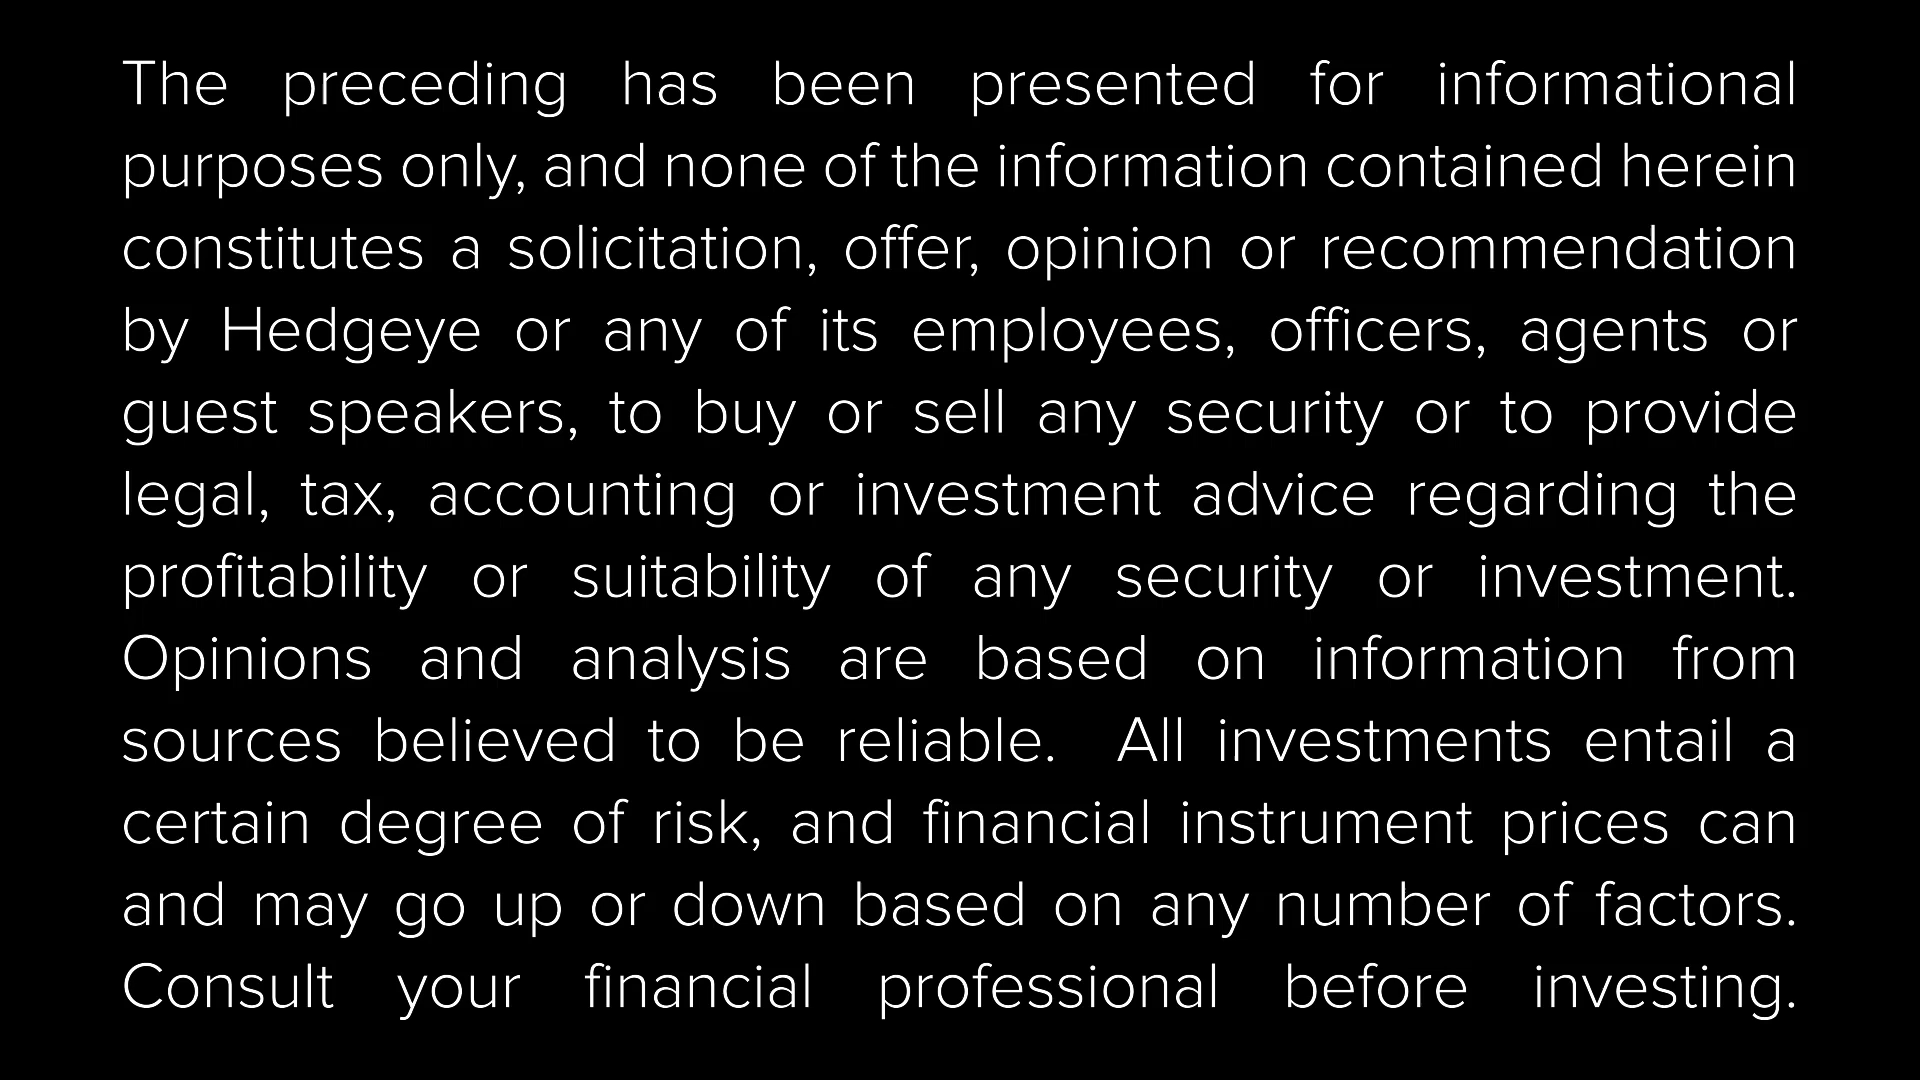 The preceding has been presented for informational
purposes only, and none of the information contained herein
constitutes a solicitation, offer, opinion or recommendation
by Hedgeye or any of its employees, officers, agents or
guest speakers, to buy or sell any security or to provide
legal, tax, accounting or investment advice regarding the
profitability or suitability of any security or investment.
Opinions and analysis are based on information from
sources believed to be reliable.  All investments entail a
certain degree of risk, and financial instrument prices can
and may go up or down based on any number of factors.
Consult your financial professional before investing.